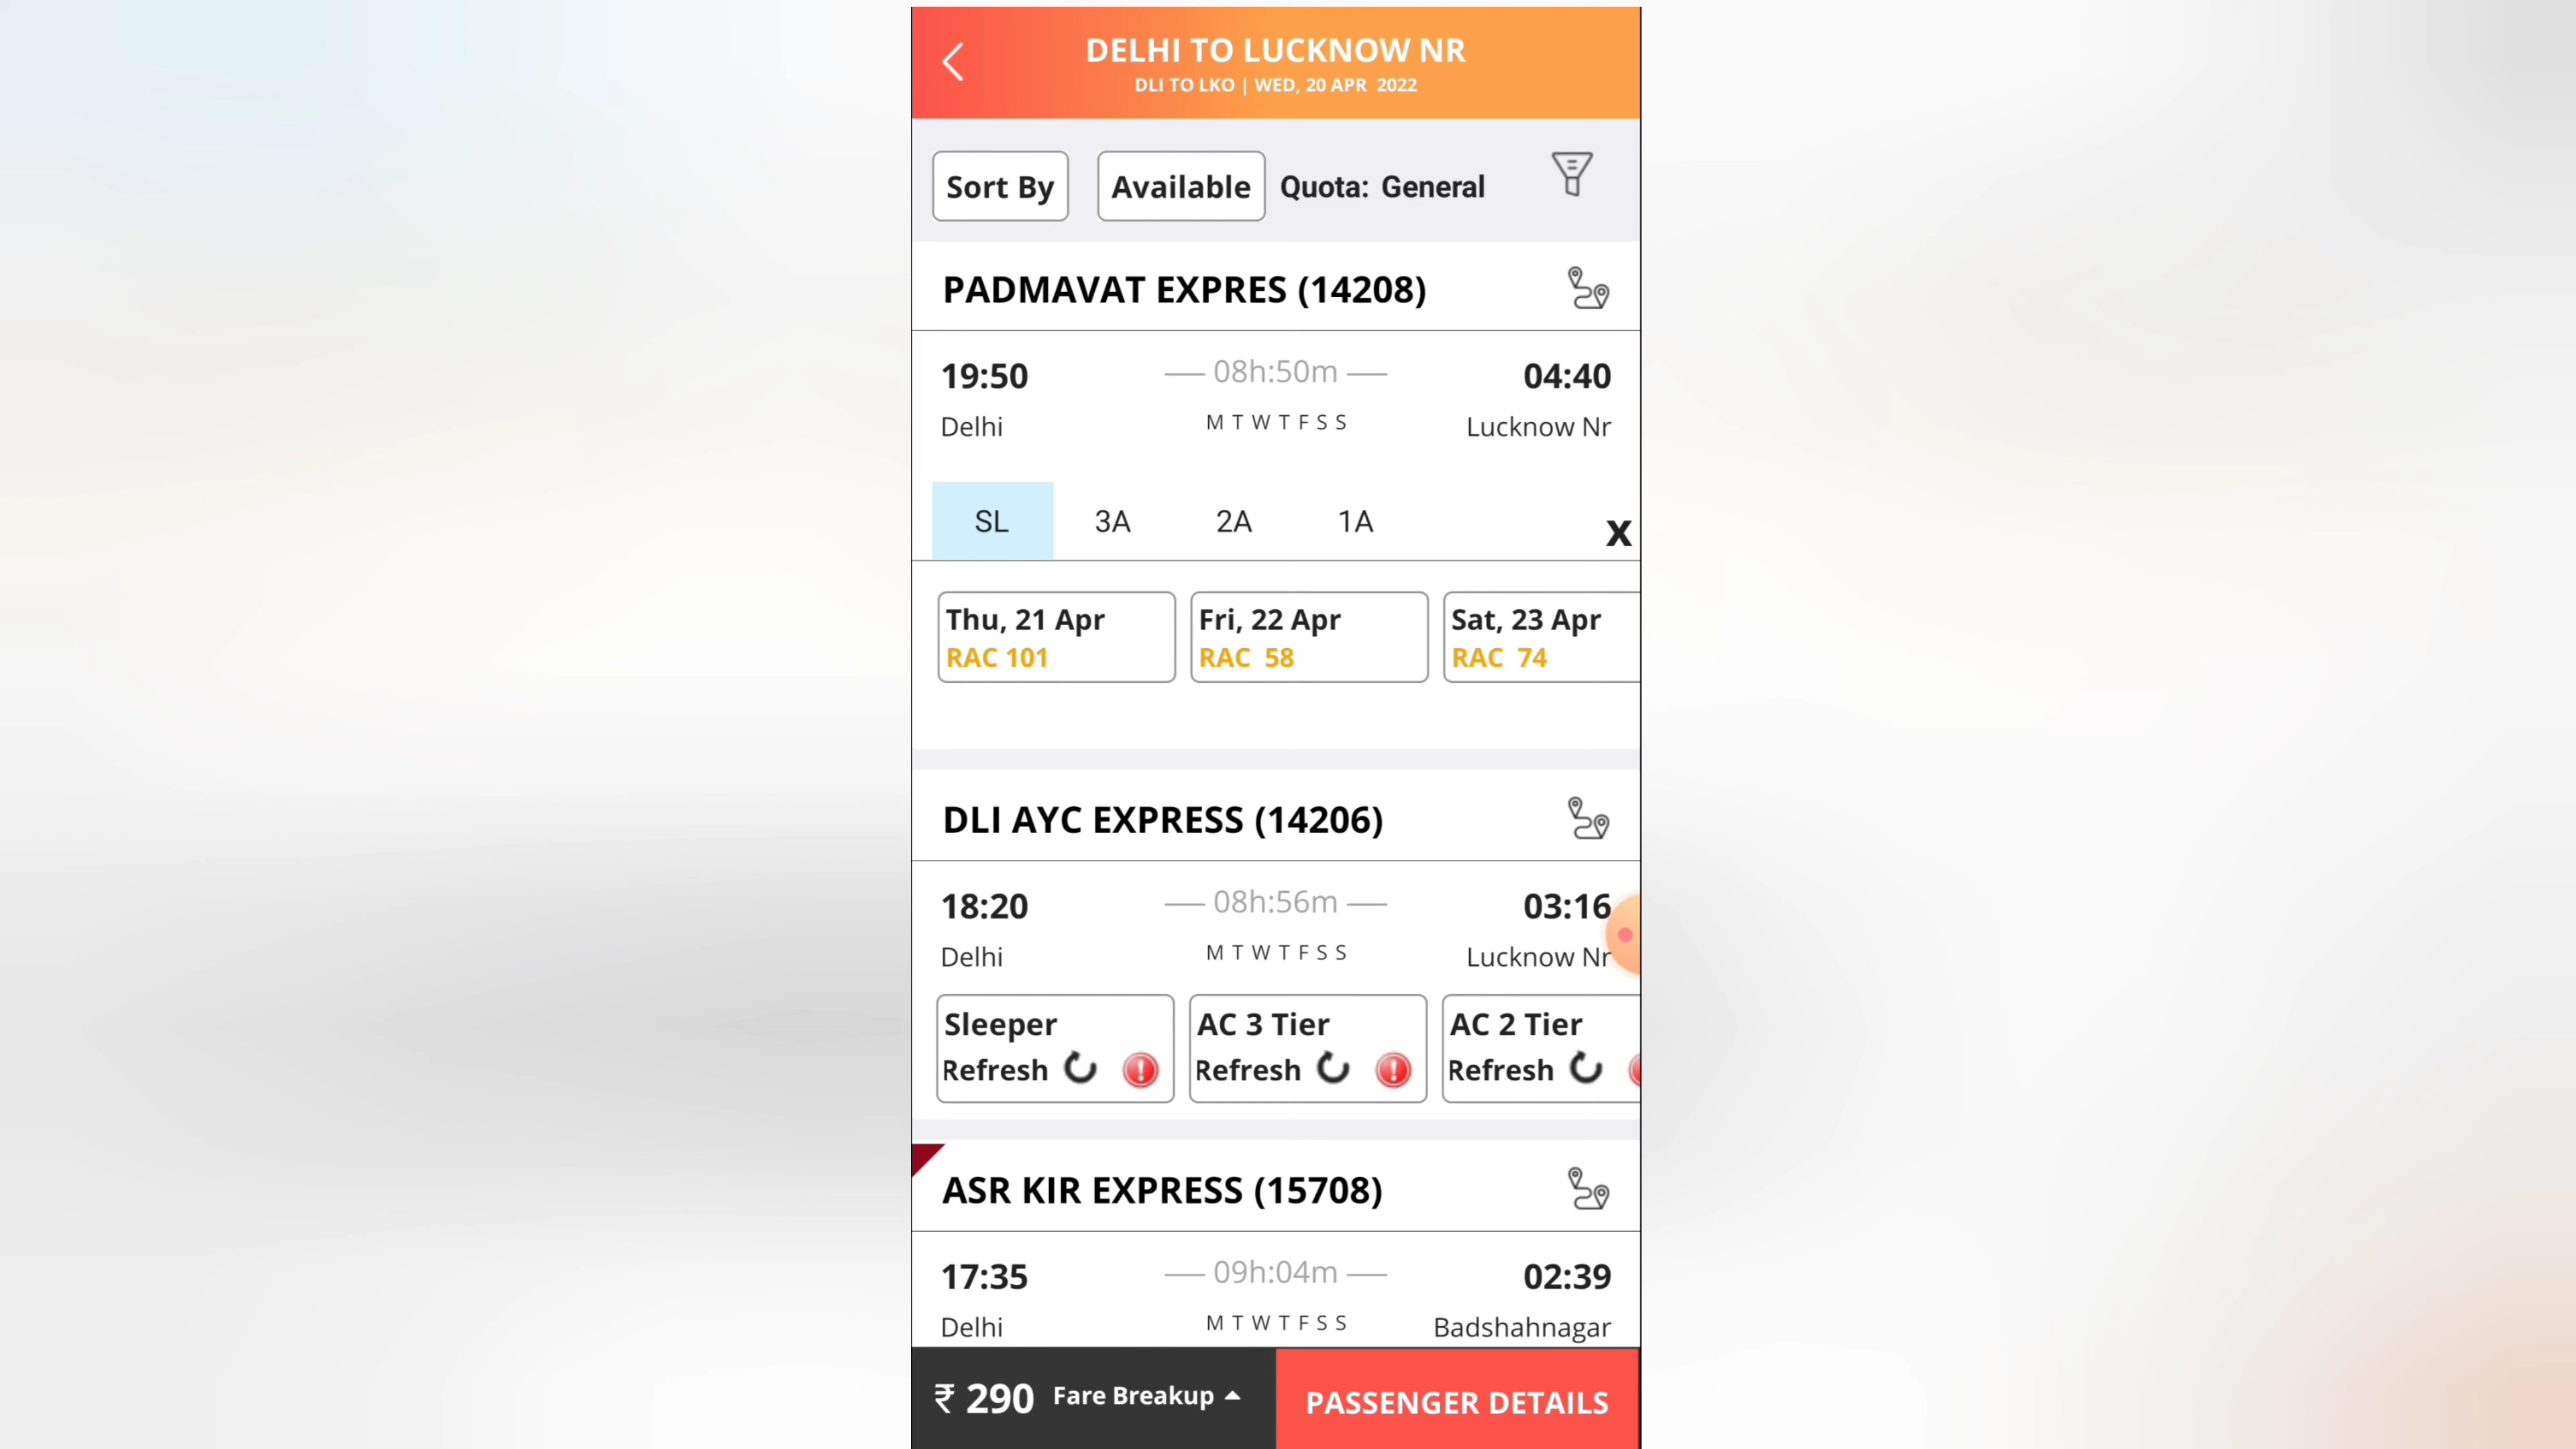 DELHI TO LUCKNOW NR
DLI TO LKO | WED, 20 APR 2022
Sort By Available Quota: General
PADMAVAT EXPRES (14208)
19:50 08h:50m 04:40
Delhi M T W T F S S Lucknow Nr
SL 3A 2A 1A X
Thu, 21 Apr Fri, 22 Apr Sat, 23 Apr
RAC 101 RAC 58 RAC 74
DLI AYC EXPRESS (14206)
18:20 08h:56m 03:16
Delhi M T W T F S S Lucknow Nr
Sleeper AC 3 Tier AC 2 Tier
Refresh Refresh Refresh
ASR KIR EXPRESS (15708)
17:35 09h:04m 02:39
Delhi M T W T F S S Badshahnagar
₹ 290 Fare Breakup PASSENGER DETAILS